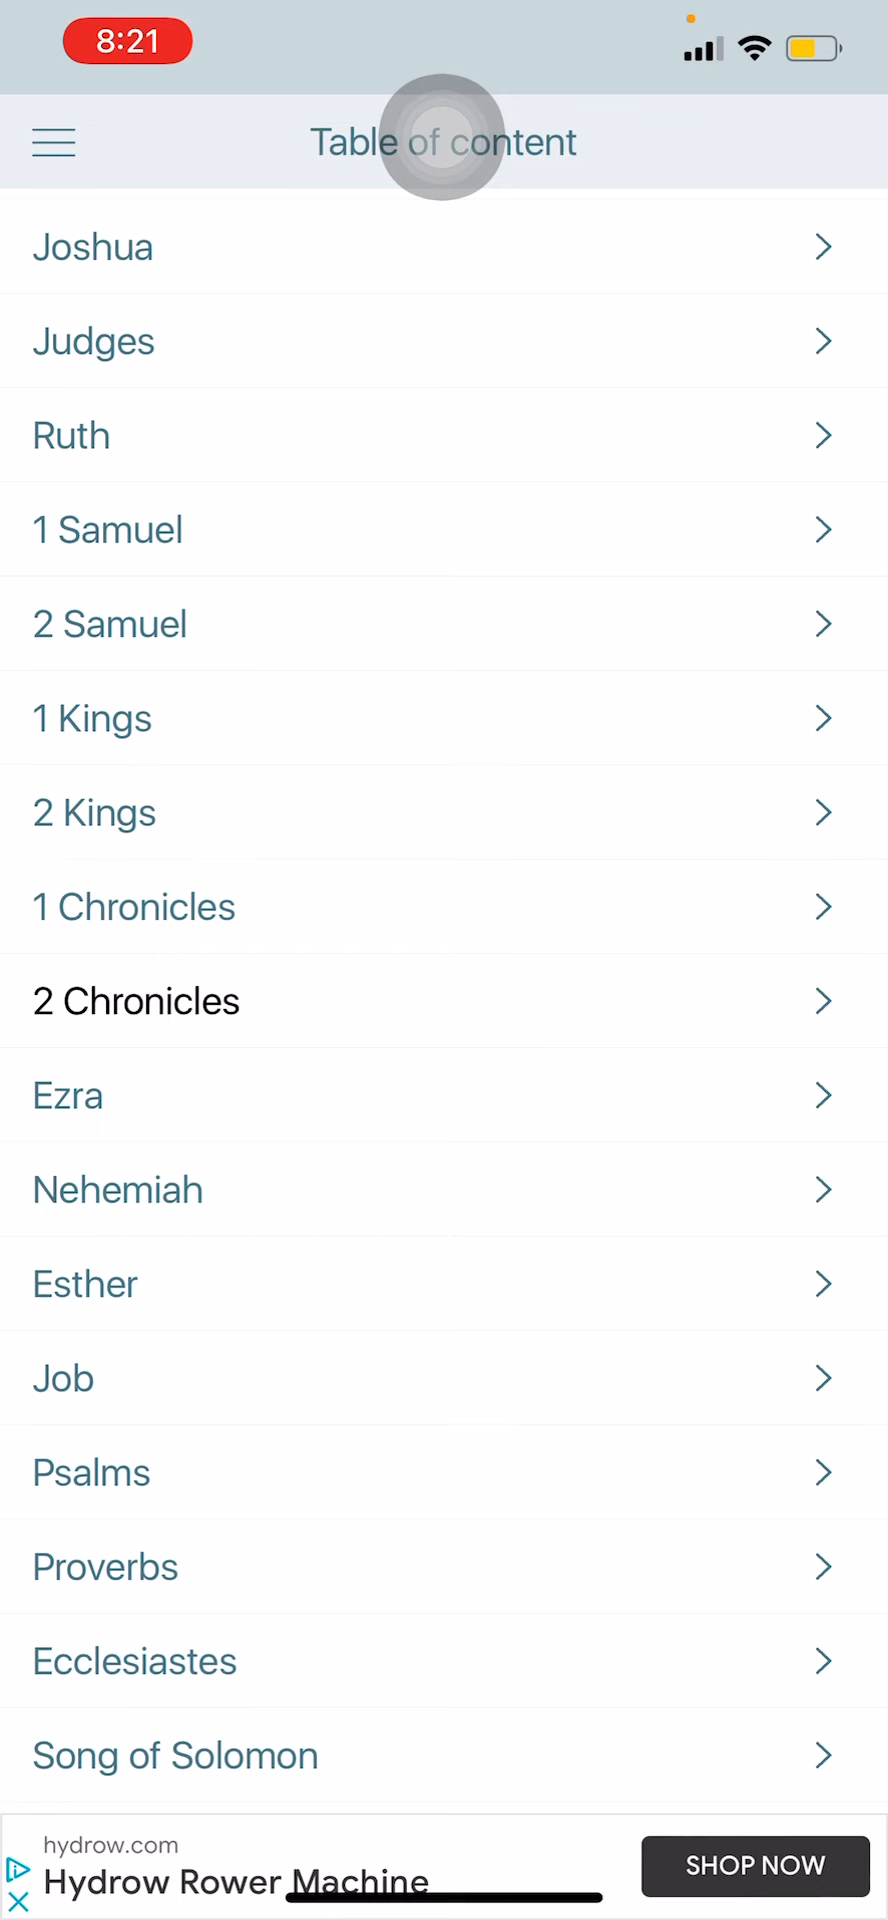 8:21
Table of content
Joshua
Judges
Ruth
1 Samuel
2 Samuel
1 Kings
2 Kings
1 Chronicles
2 Chronicles
Ezra
Nehemiah
Esther
Job
Psalms
Proverbs
Ecclesiastes
Song of Solomon
hydrow.com
Hydrow Rower Machine
SHOP NOW